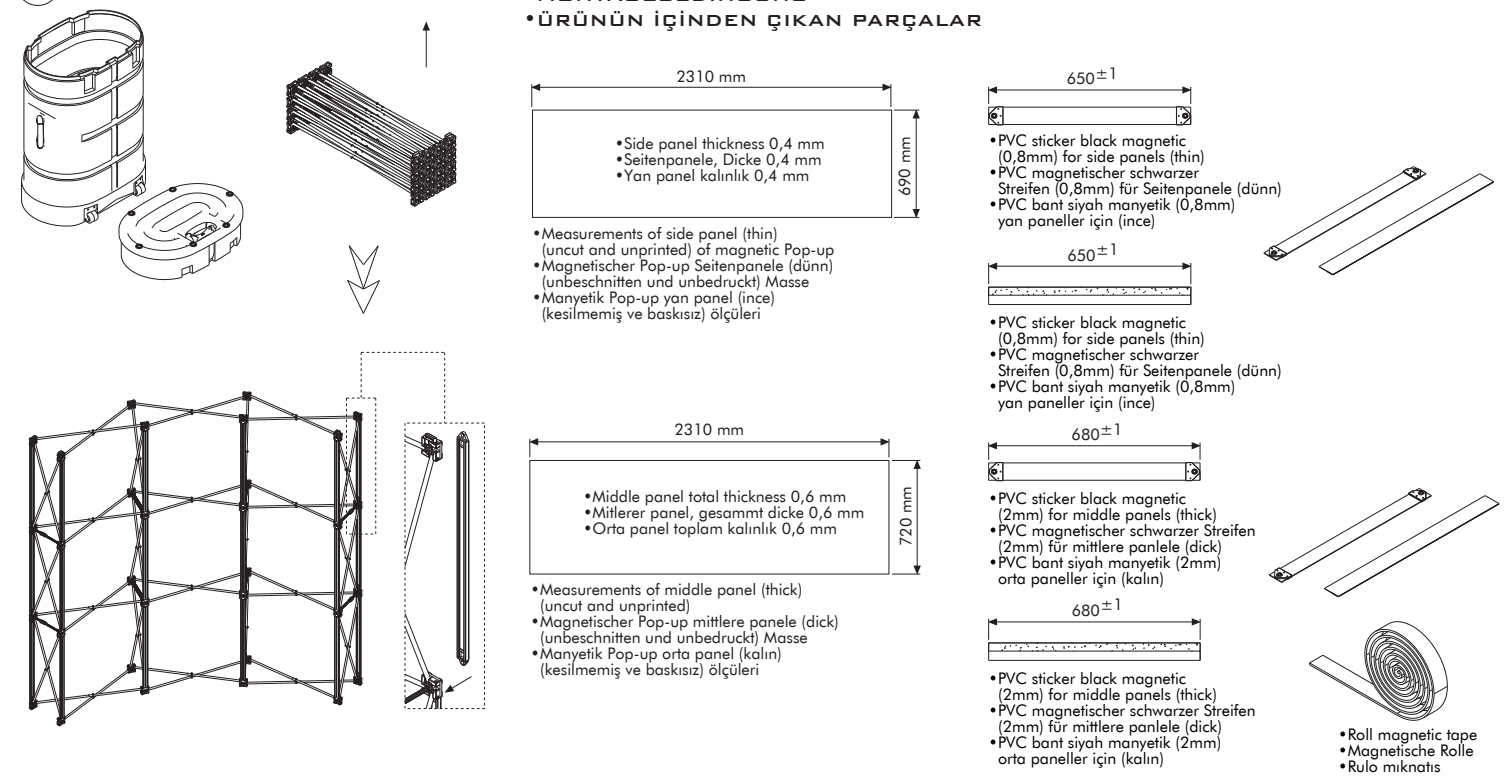 •ÜRÜNÜN İÇİNDEN ÇIKAN PARÇALAR
2310 mm
•Side panel thickness 0,4 mm
•Seitenpanele, Dicke 0,4 mm
•Yan panel kalınlık 0,4 mm
690 mm
•Measurements of side panel (thin)
(uncut and unprinted) of magnetic Pop-up
•Magnetischer Pop-up Seitenpanele (dünn)
(unbeschnitten und unbedruckt) Masse
•Manyetik Pop-up yan panel (ince)
(kesilmemiş ve baskısız) ölçüleri
2310 mm
•Middle panel total thickness 0,6 mm
•Mitlerer panel, gesammt dicke 0,6 mm
•Orta panel toplam kalınlık 0,6 mm
720 mm
•Measurements of middle panel (thick)
(uncut and unprinted)
•Magnetischer Pop-up mittlere panele (dick)
(unbeschnitten und unbedruckt) Masse
•Manyetik Pop-up orta panel (kalın)
(kesilmemiş ve baskısız) ölçüleri
650±1
•PVC sticker black magnetic
(0,8mm) for side panels (thin)
•PVC magnetischer schwarzer
Streifen (0,8mm) für Seitenpanele (dünn)
•PVC bant siyah manyetik (0,8mm)
yan paneller için (ince)
650±1
•PVC sticker black magnetic
(0,8mm) for side panels (thin)
•PVC magnetischer schwarzer
Streifen (0,8mm) für Seitenpanele (dünn)
•PVC bant siyah manyetik (0,8mm)
yan paneller için (ince)
680±1
•PVC sticker black magnetic
(2mm) for middle panels (thick)
•PVC magnetischer schwarzer Streifen
(2mm) für mittlere panlele (dick)
•PVC bant siyah manyetik (2mm)
orta paneller için (kalın)
680±1
•PVC sticker black magnetic
(2mm) for middle panels (thick)
•PVC magnetischer schwarzer Streifen
(2mm) für mittlere panlele (dick)
•PVC bant siyah manyetik (2mm)
orta paneller için (kalın)
•Roll magnetic tape
•Magnetische Rolle
•Rulo mıknatıs